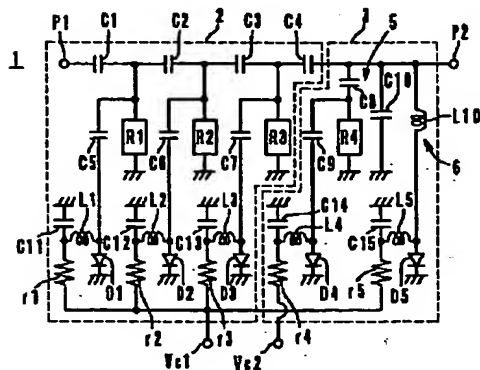 C1 C2 C3 C4 2 3
P1 5 P2
1
C8 C10
R1 R2 R3 R4 L10
C5 C6 C7 C9 6
L1 L2 L3 C14 L5
C11 C12 C13 L4 C15
r1 D1 D2 D3 D4 r5 D5
r2 r3 r4
Vc1 Vc2